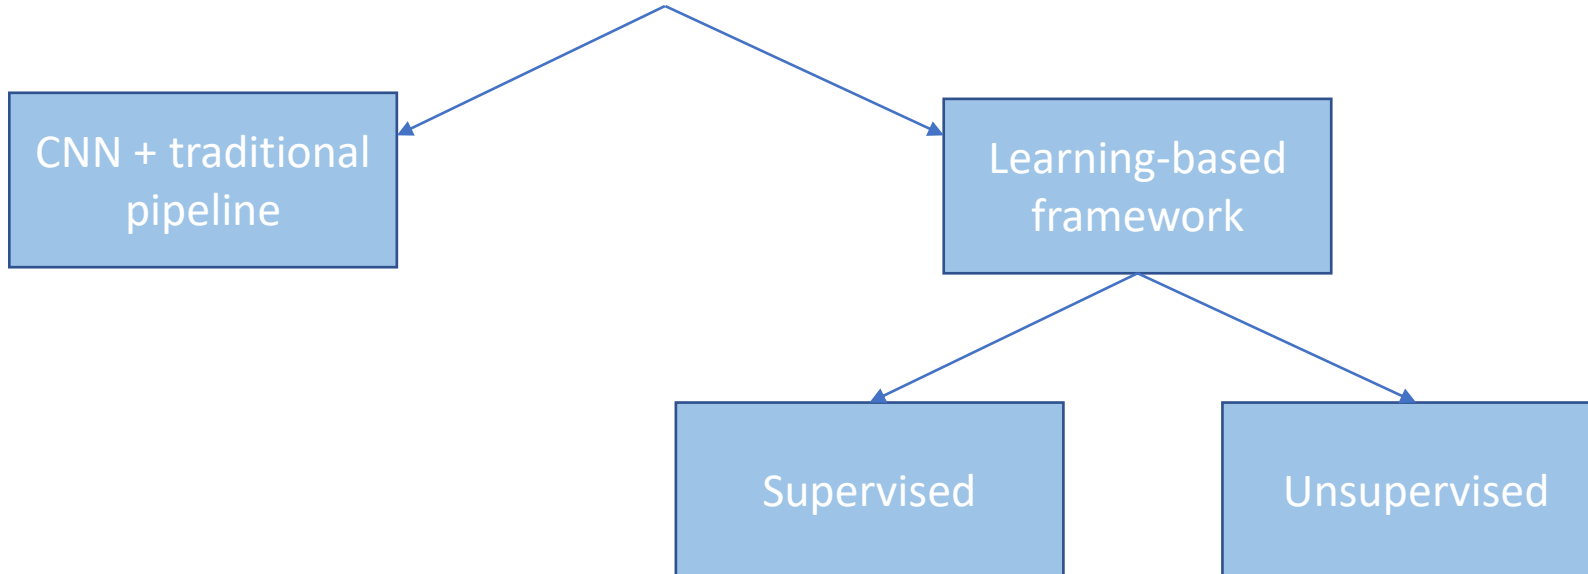 CNN + traditional
pipeline
Learning-based
framework
Supervised
Unsupervised